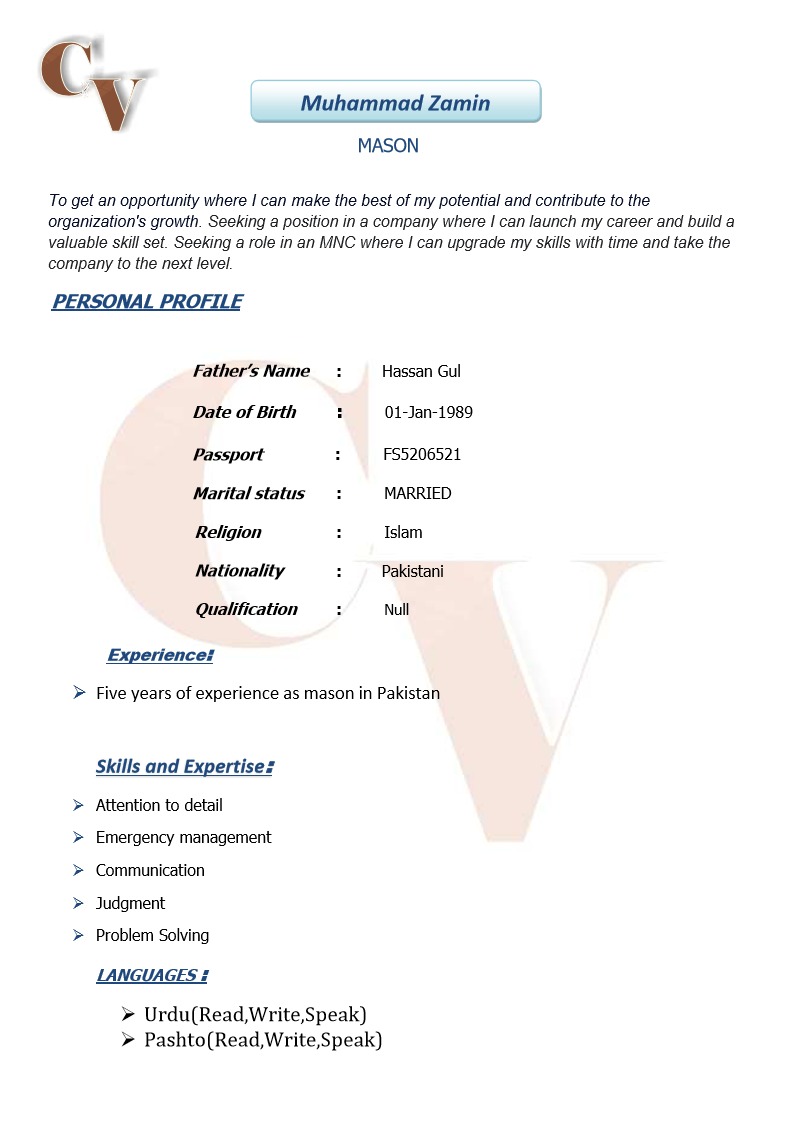 CV
Muhammad Zamin
MASON
To get an opportunity where I can make the best of my potential and contribute to the
organization's growth. Seeking a position in a company where I can launch my career and build a
valuable skill set. Seeking a role in an MNC where I can upgrade my skills with time and take the
company to the next level.
PERSONAL PROFILE
Father’s Name : Hassan Gul
Date of Birth : 01-Jan-1989
Passport : FS5206521
Marital status : MARRIED
Religion : Islam
Nationality : Pakistani
Qualification : Null
Experience:
Five years of experience as mason in Pakistan
Skills and Expertise:
Attention to detail
Emergency management
Communication
Judgment
Problem Solving
LANGUAGES :
Urdu(Read,Write,Speak)
Pashto(Read,Write,Speak)
CV